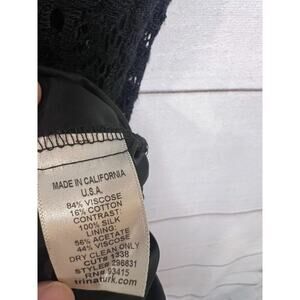 MADE IN CALIFORNIA
U.S.A.
84% VISCOSE
16% COTTON
CONTRAST:
100% SILK
LINING:
56% ACETATE
44% VISCOSE
DRY CLEAN ONLY
CUT# 1338
STYLE# 296831
RN# 93415
trinaturk.com